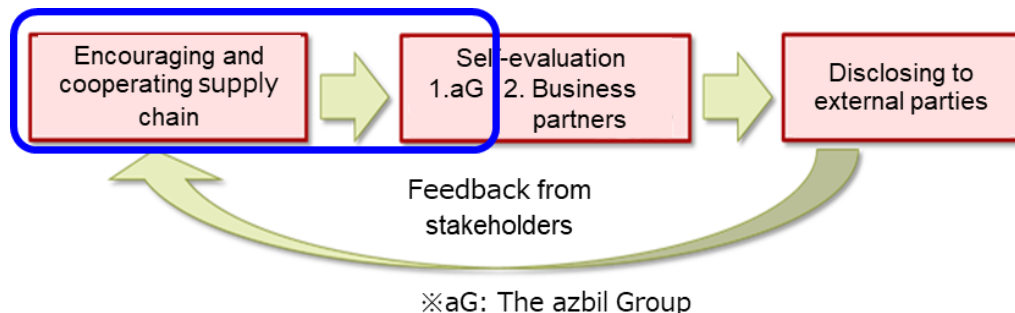 Encouraging and
cooperating supply
chain
Self-evaluation
1.aG 2. Business
partners
Disclosing to
external parties
Feedback from
stakeholders
※aG: The azbil Group